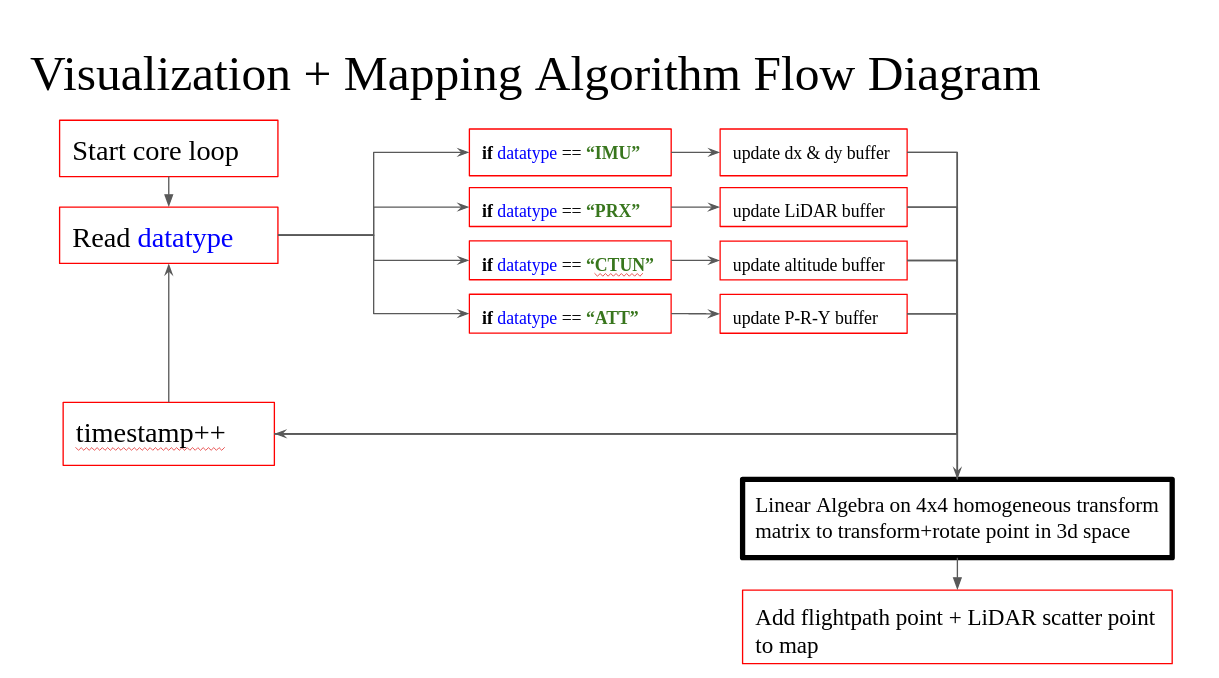 Visualization + Mapping Algorithm Flow Diagram
Start core loop
Read datatype
if datatype == “IMU”
update dx & dy buffer
if datatype == “PRX”
update LiDAR buffer
if datatype == “CTUN”
update altitude buffer
if datatype == “ATT”
update P-R-Y buffer
timestamp++
Linear Algebra on 4x4 homogeneous transform
matrix to transform+rotate point in 3d space
Add flightpath point + LiDAR scatter point
to map